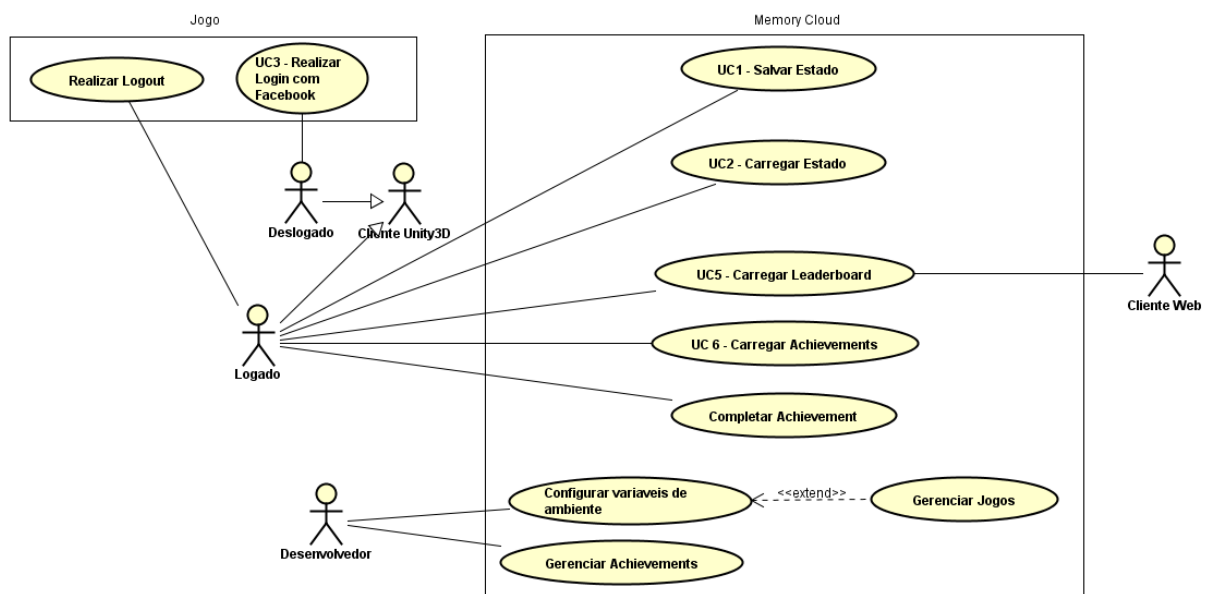 Jogo
Memory Cloud
Realizar Logout
UC3 - Realizar
Login com
Facebook
UC1 - Salvar Estado
UC2 - Carregar Estado
Deslogado
Cliente Unity3D
UC5 - Carregar Leaderboard
Cliente Web
Logado
UC 6 - Carregar Achievements
Completar Achievement
Configurar variaveis de
ambiente
<<extend>>
Gerenciar Jogos
Desenvolvedor
Gerenciar Achievements